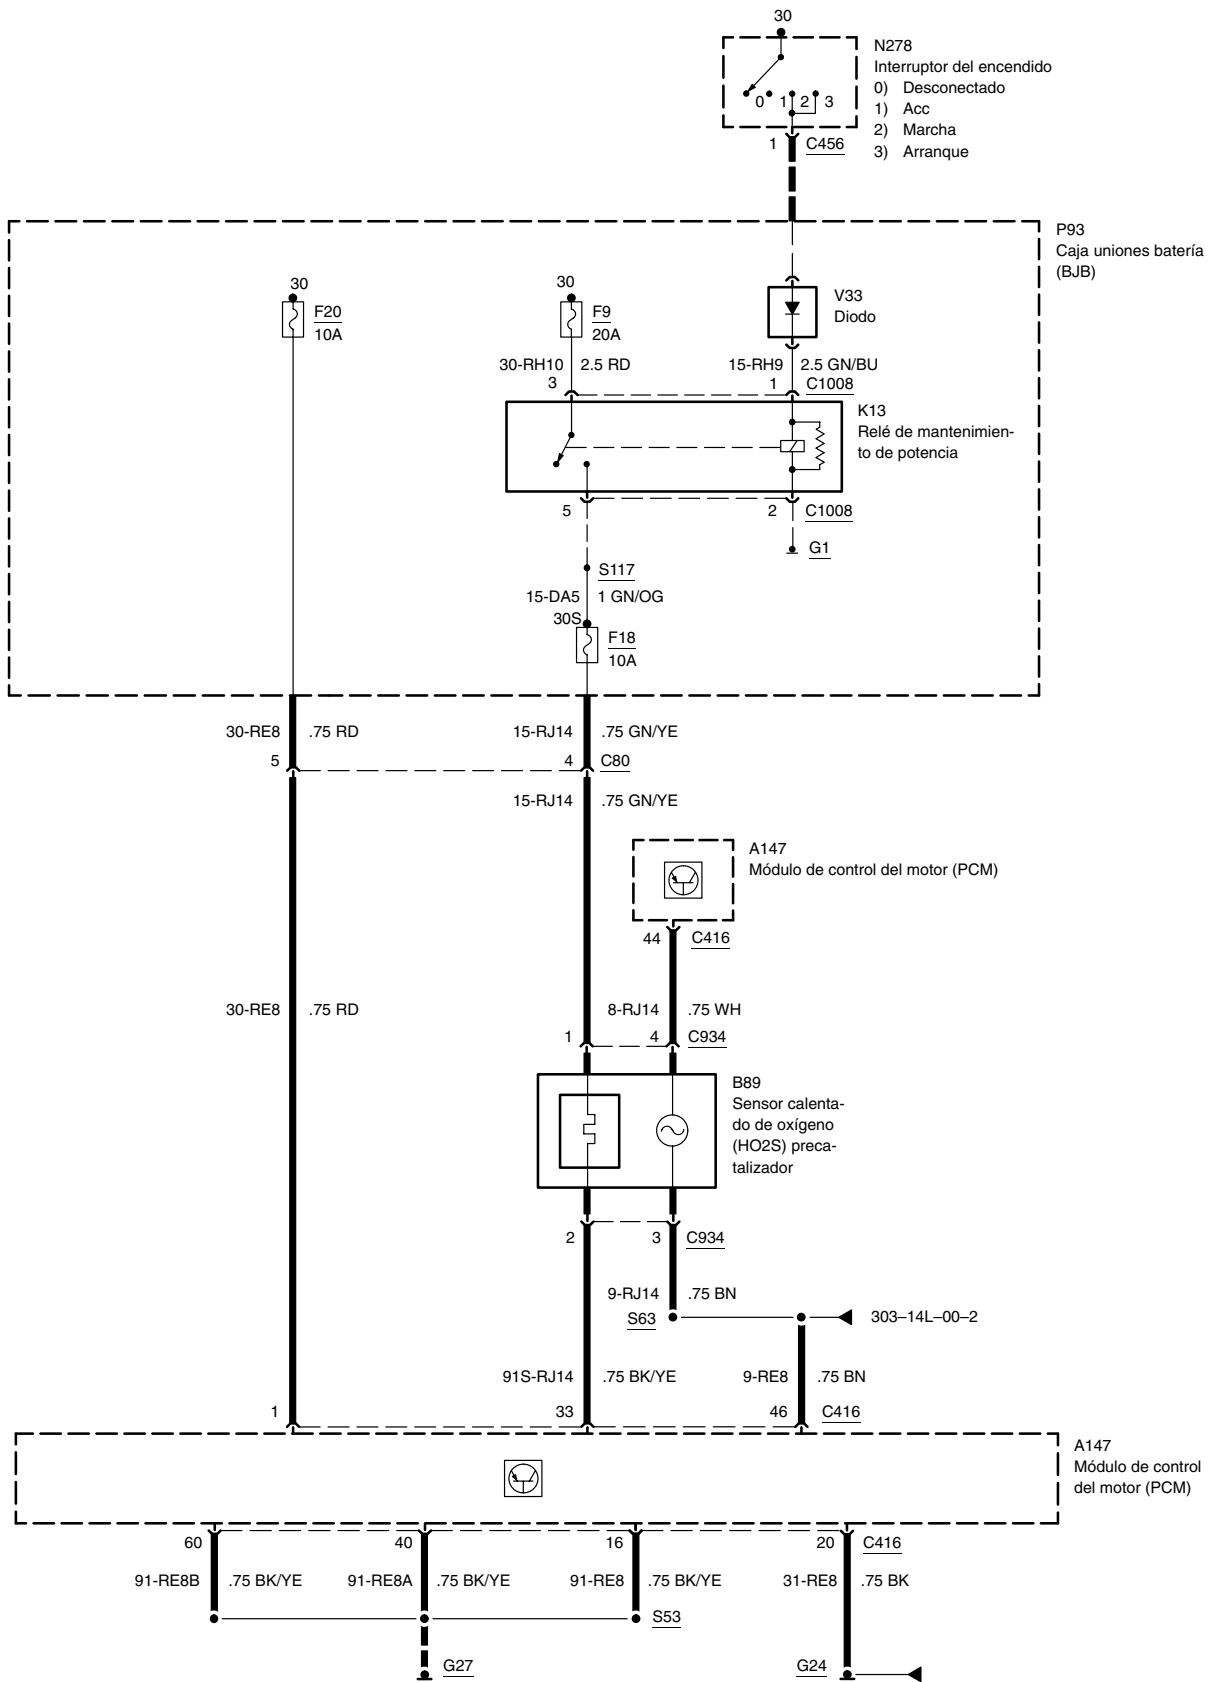 30
N278
Interruptor del encendido
0) Desconectado
1) Acc
2) Marcha
3) Arranque
0 1 2 3
1 C456
P93
Caja uniones batería
(BJB)
30
F20
10A
30
F9
20A
V33
Diodo
30-RH10 2.5 RD
15-RH9 2.5 GN/BU
3
1 C1008
K13
Relé de mantenimien-
to de potencia
5
2 C1008
G1
S117
15-DA5 1 GN/OG
30S
F18
10A
30-RE8 .75 RD
15-RJ14 .75 GN/YE
5
4 C80
15-RJ14 .75 GN/YE
A147
Módulo de control del motor (PCM)
44 C416
30-RE8 .75 RD
8-RJ14 .75 WH
1
4 C934
B89
Sensor calenta-
do de oxígeno
(HO2S) preca-
talizador
2
3 C934
9-RJ14 .75 BN
S63
303–14L–00–2
91S-RJ14 .75 BK/YE
9-RE8 .75 BN
1
33
46 C416
A147
Módulo de control
del motor (PCM)
60
40
16
20 C416
91-RE8B .75 BK/YE
91-RE8A .75 BK/YE
91-RE8 .75 BK/YE
31-RE8 .75 BK
S53
G27
G24